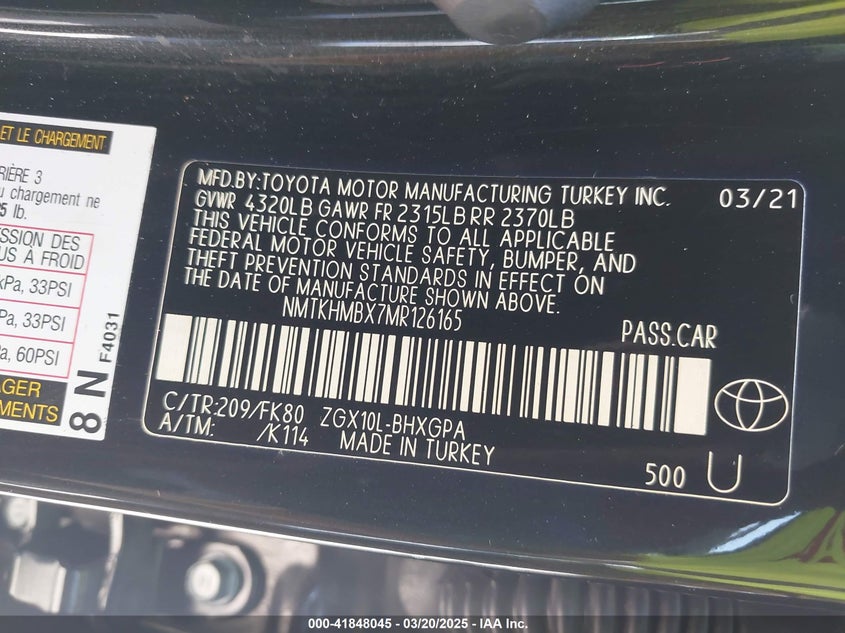 ET LE CHARGEMENT
RIÈRE 3
u chargement ne
5 lb.
SSION DES
US À FROID
kPa, 33PSI
Pa, 33PSI
a, 60PSI
AGER
EMENTS
8 N F4031
MFD.BY:TOYOTA MOTOR MANUFACTURING TURKEY INC. 03/21
GVWR 4320LB GAWR FR 2315LB RR 2370LB
THIS VEHICLE CONFORMS TO ALL APPLICABLE
FEDERAL MOTOR VEHICLE SAFETY, BUMPER, AND
THEFT PREVENTION STANDARDS IN EFFECT ON
THE DATE OF MANUFACTURE SHOWN ABOVE.
NMTKHMBX7MR126165 PASS.CAR
C/TR:209/FK80 ZGX10L-BHXGPA
A/TM: /K114 MADE IN TURKEY
500 U
000-41848045 - 03/20/2025 - IAA Inc.